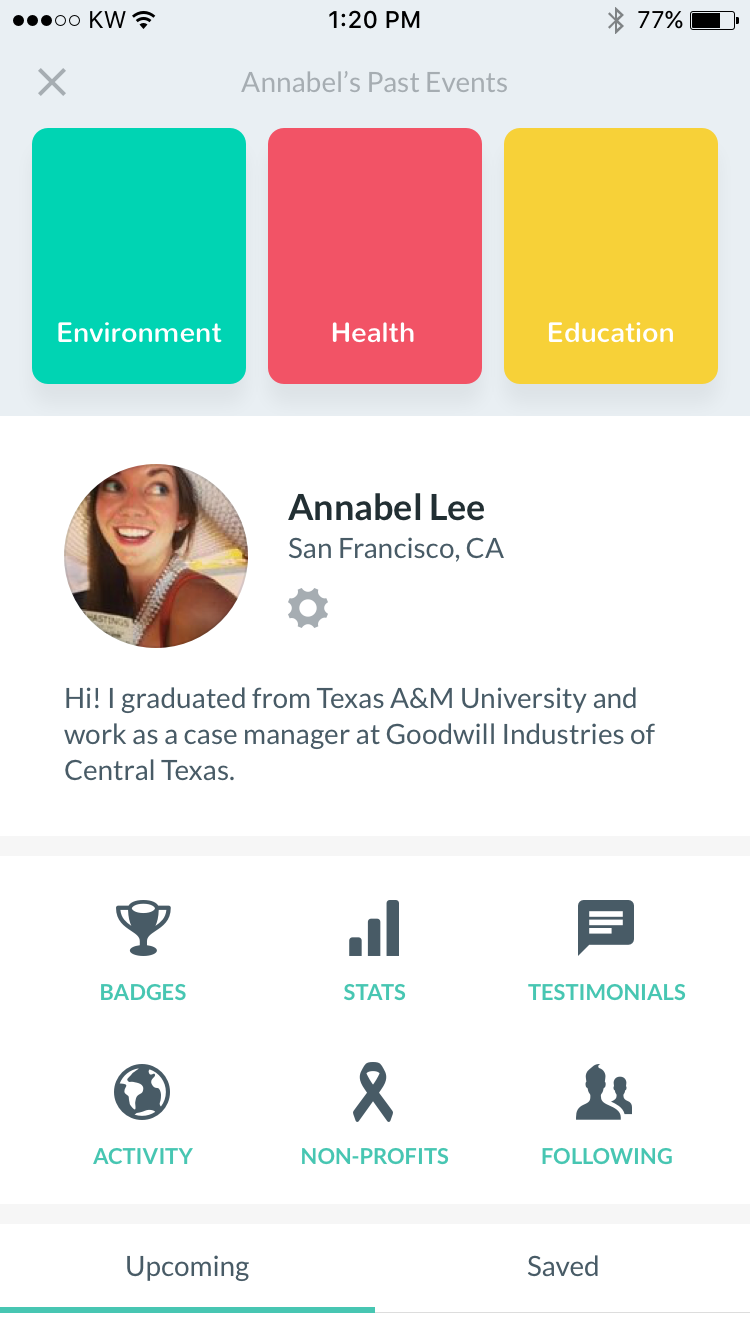 KW 1:20 PM 77%
Annabel’s Past Events
Environment Health Education
Annabel Lee
San Francisco, CA
HASTINGS
Hi! I graduated from Texas A&M University and
work as a case manager at Goodwill Industries of
Central Texas.
BADGES STATS TESTIMONIALS
ACTIVITY NON-PROFITS FOLLOWING
Upcoming Saved